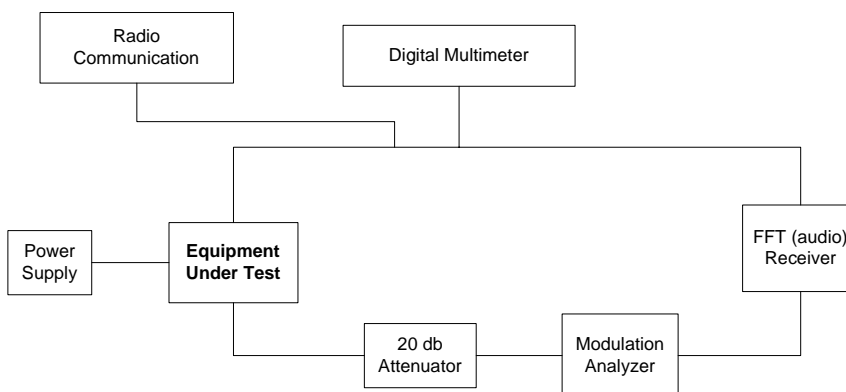 Radio
Communication
Digital Multimeter
Power
Supply
Equipment
Under Test
FFT (audio)
Receiver
20 db
Attenuator
Modulation
Analyzer